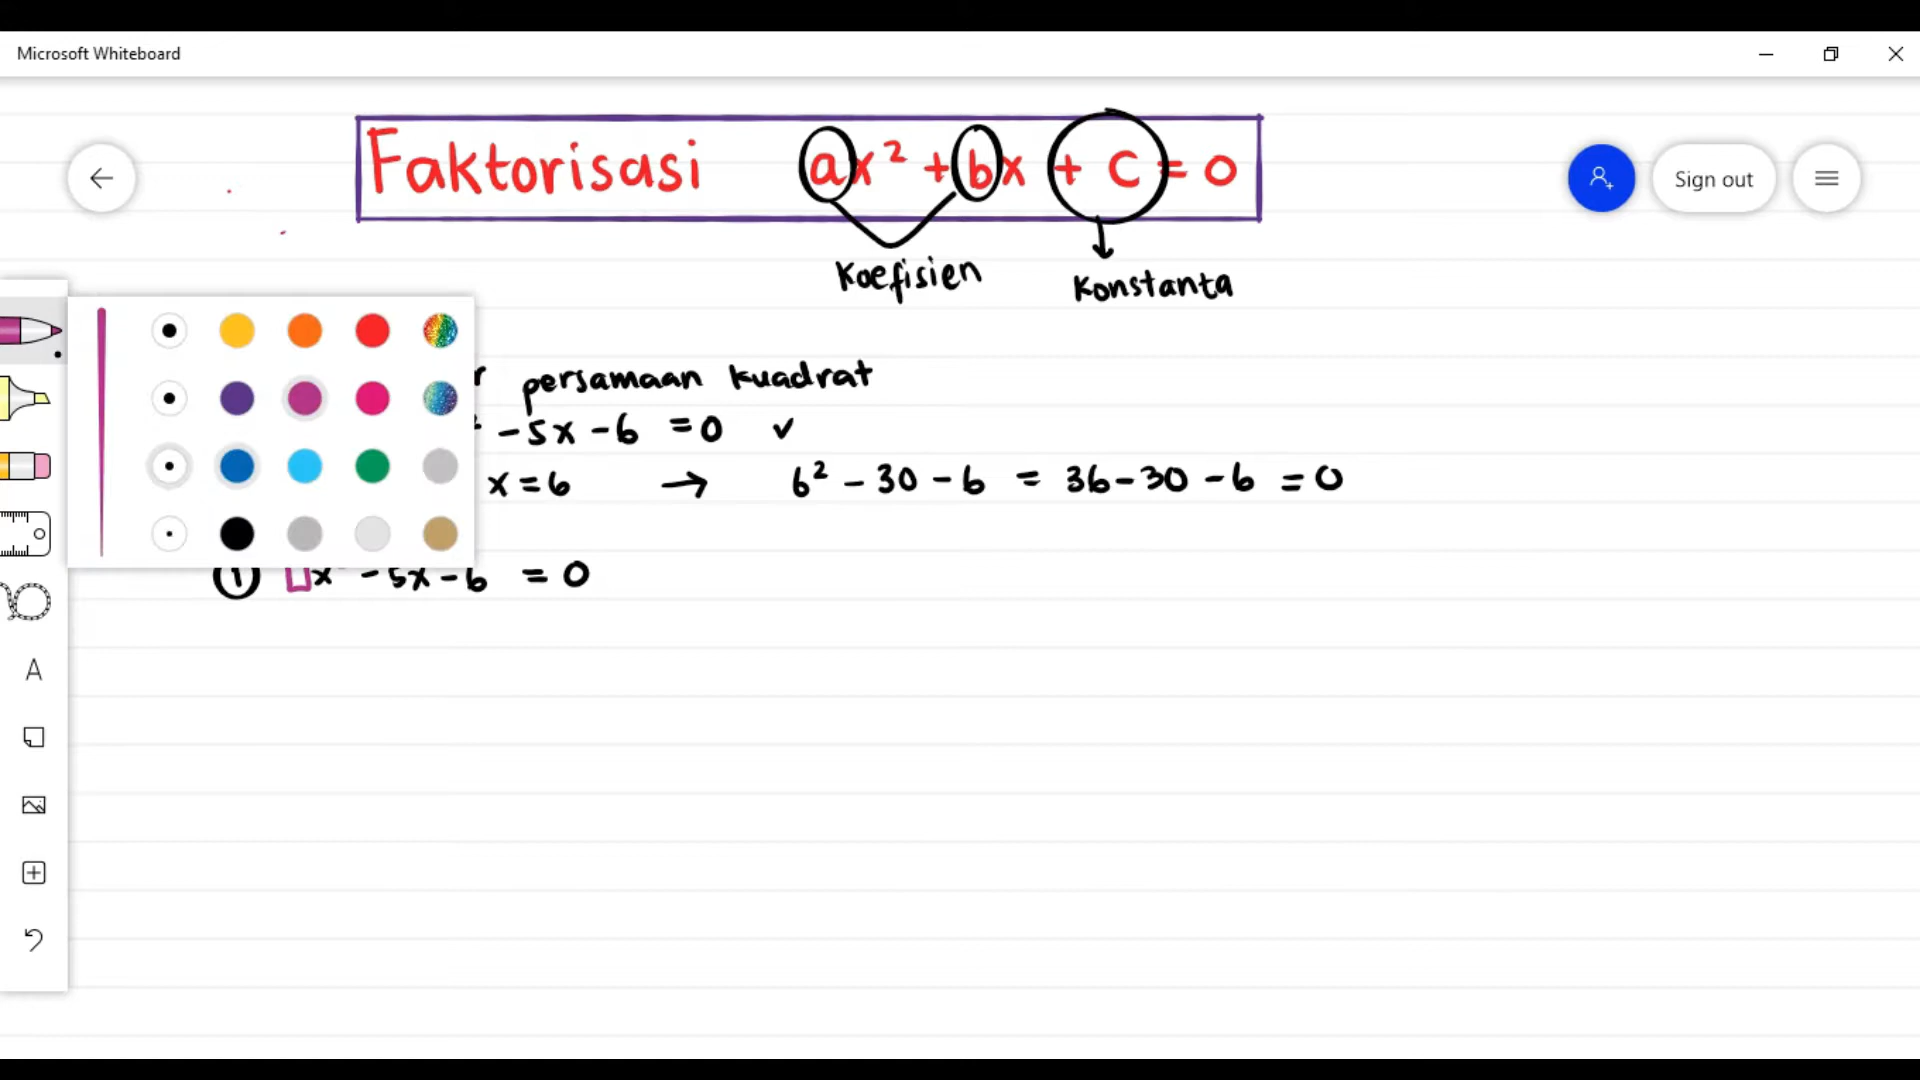 Microsoft Whiteboard
Faktorisasi ax² + bx + c = 0
Sign out
Koefisien
Konstanta
persamaan kuadrat
- 5x - 6 = 0 ✓
x = 6 → 6² - 30 - 6 = 36 - 30 - 6 = 0
① □x - 5x - 6 = 0
A